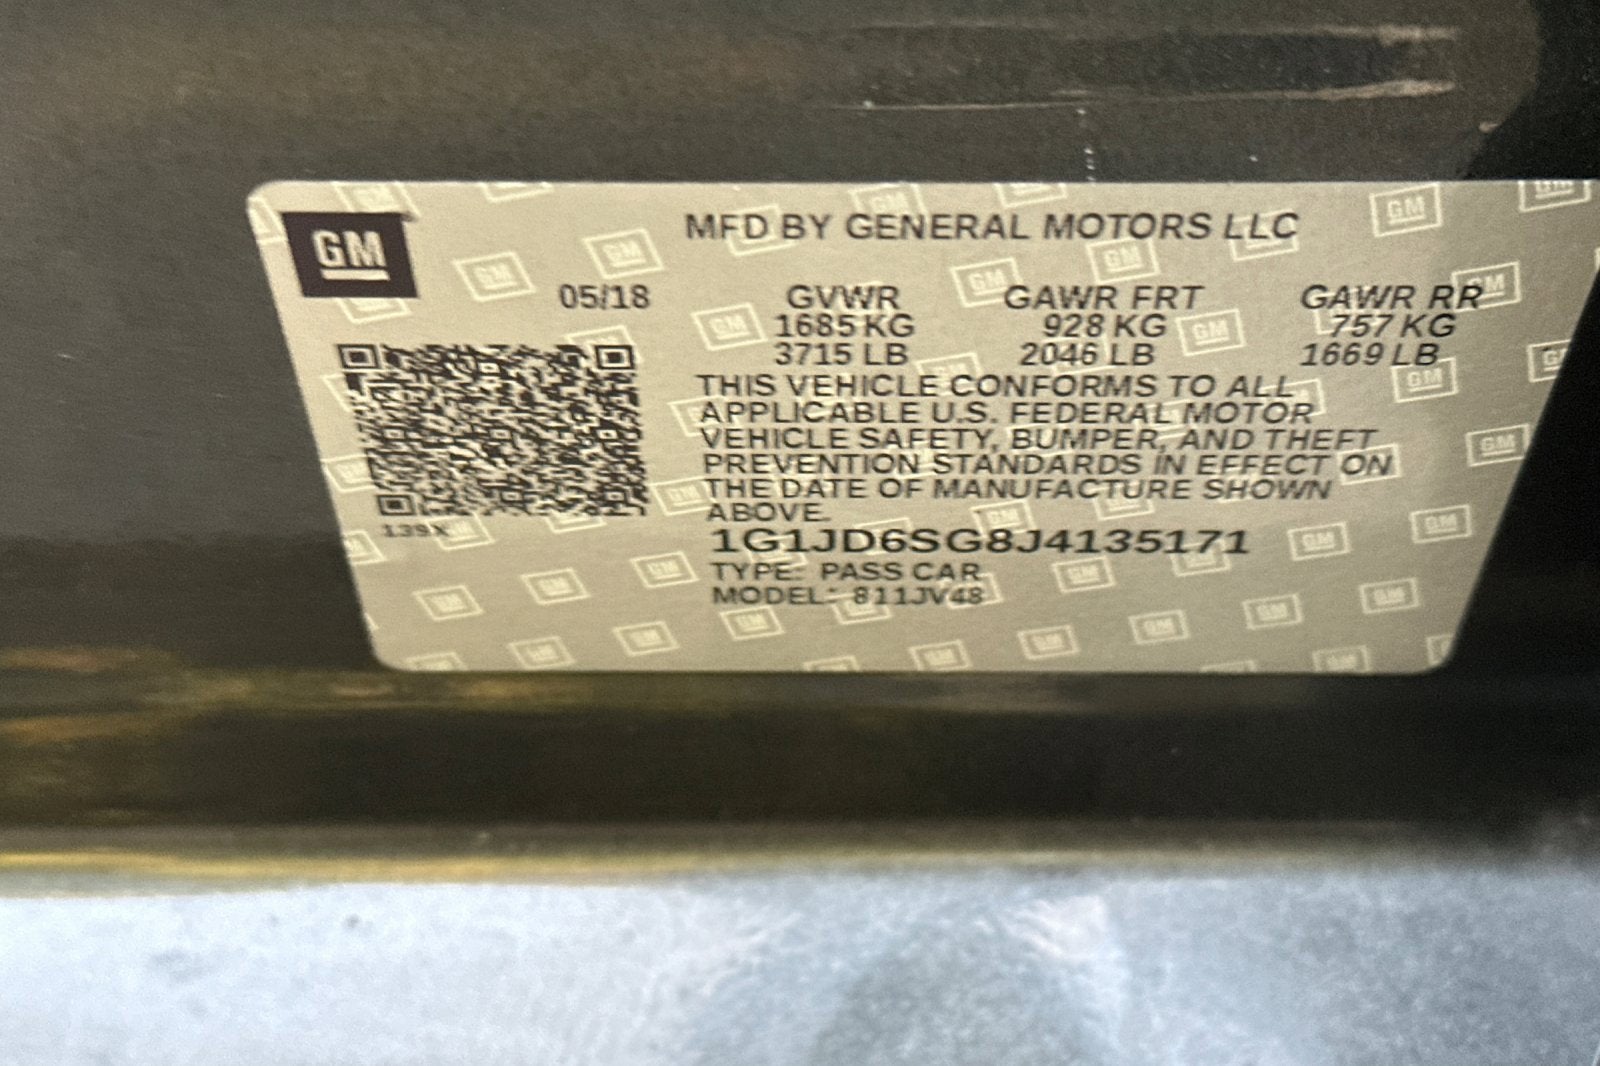 GM
MFD BY GENERAL MOTORS LLC
05/18 GVWR GAWR FRT GAWR RR
1685 KG 928 KG 757 KG
3715 LB 2046 LB 1669 LB
THIS VEHICLE CONFORMS TO ALL
APPLICABLE U.S. FEDERAL MOTOR
VEHICLE SAFETY, BUMPER, AND THEFT
PREVENTION STANDARDS IN EFFECT ON
THE DATE OF MANUFACTURE SHOWN
ABOVE.
139X
1G1JD6SG8J4135171
TYPE: PASS CAR
MODEL: 811JV48